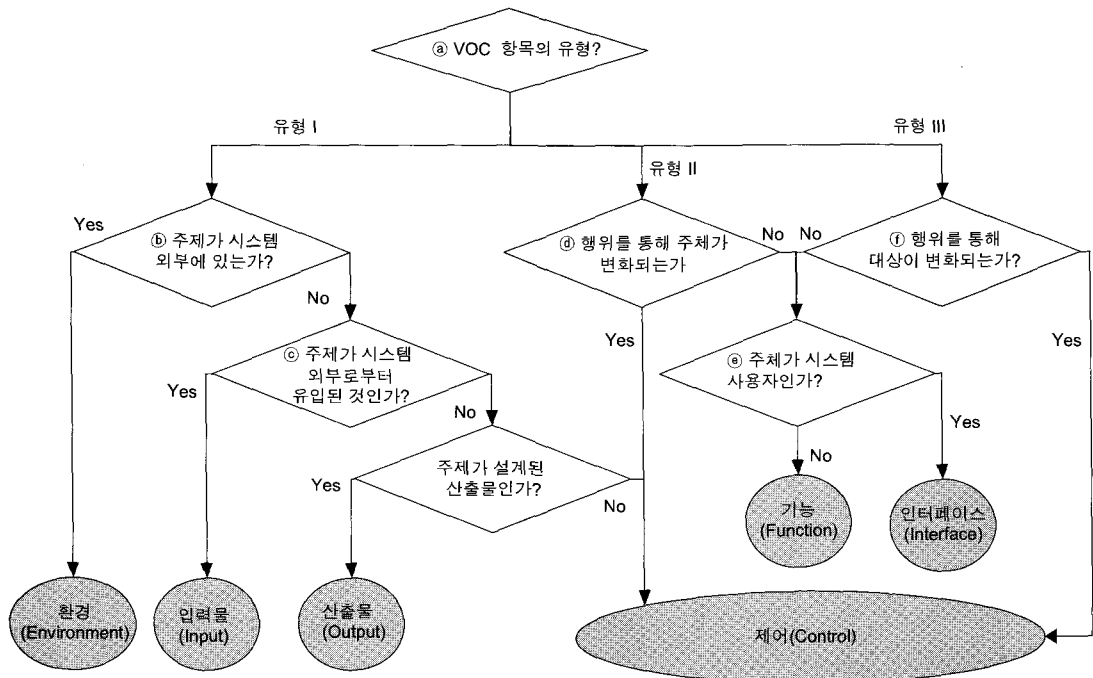 ⓐ VOC 항목의 유형?
유형 I
유형 II
유형 III
Yes
ⓑ 주제가 시스템
외부에 있는가?
No
ⓓ 행위를 통해 주체가
변화되는가
No
No
ⓕ 행위를 통해
대상이 변화되는가?
Yes
Yes
ⓒ 주제가 시스템
외부로부터
유입된 것인가?
Yes
No
ⓔ 주체가 시스템
사용자인가?
Yes
No
주제가 설계된
산출물인가?
Yes
No
기능
(Function)
인터페이스
(Interface)
환경
(Environment)
입력물
(Input)
산출물
(Output)
제어(Control)